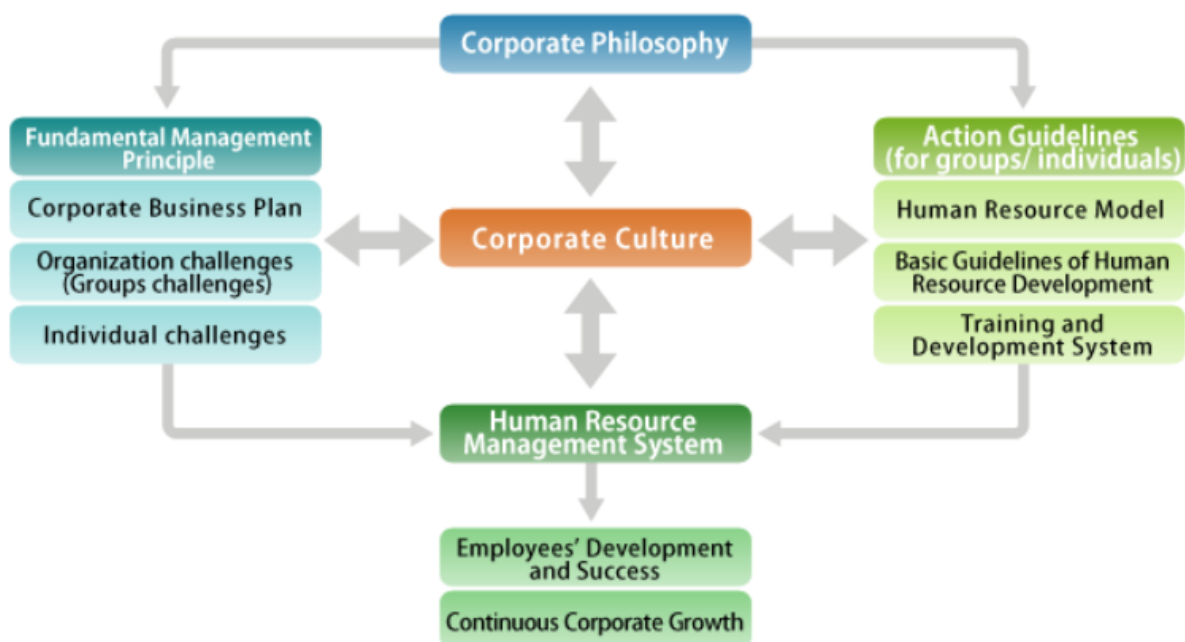 Corporate Philosophy
Fundamental Management
Principle
Corporate Business Plan
Organization challenges
(Groups challenges)
Individual challenges
Corporate Culture
Action Guidelines
(for groups/ individuals)
Human Resource Model
Basic Guidelines of Human
Resource Development
Training and
Development System
Human Resource
Management System
Employees’ Development
and Success
Continuous Corporate Growth